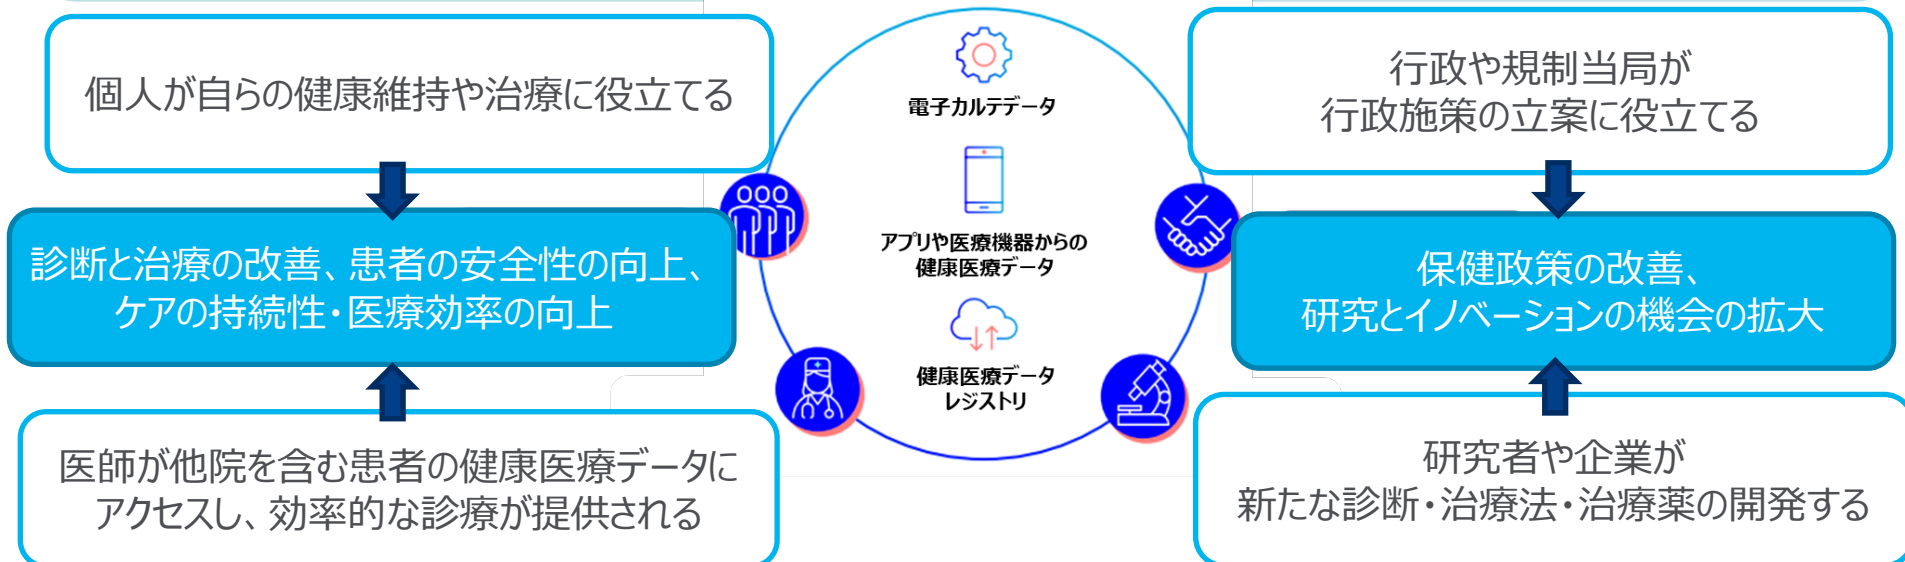 個人が自らの健康維持や治療に役立てる
診断と治療の改善、患者の安全性の向上、
ケアの持続性・医療効率の向上
医師が他院を含む患者の健康医療データに
アクセスし、効率的な診療が提供される
電子カルテデータ
アプリや医療機器からの
健康医療データ
健康医療データ
レジストリ
行政や規制当局が
行政施策の立案に役立てる
保健政策の改善、
研究とイノベーションの機会の拡大
研究者や企業が
新たな診断・治療法・治療薬の開発する